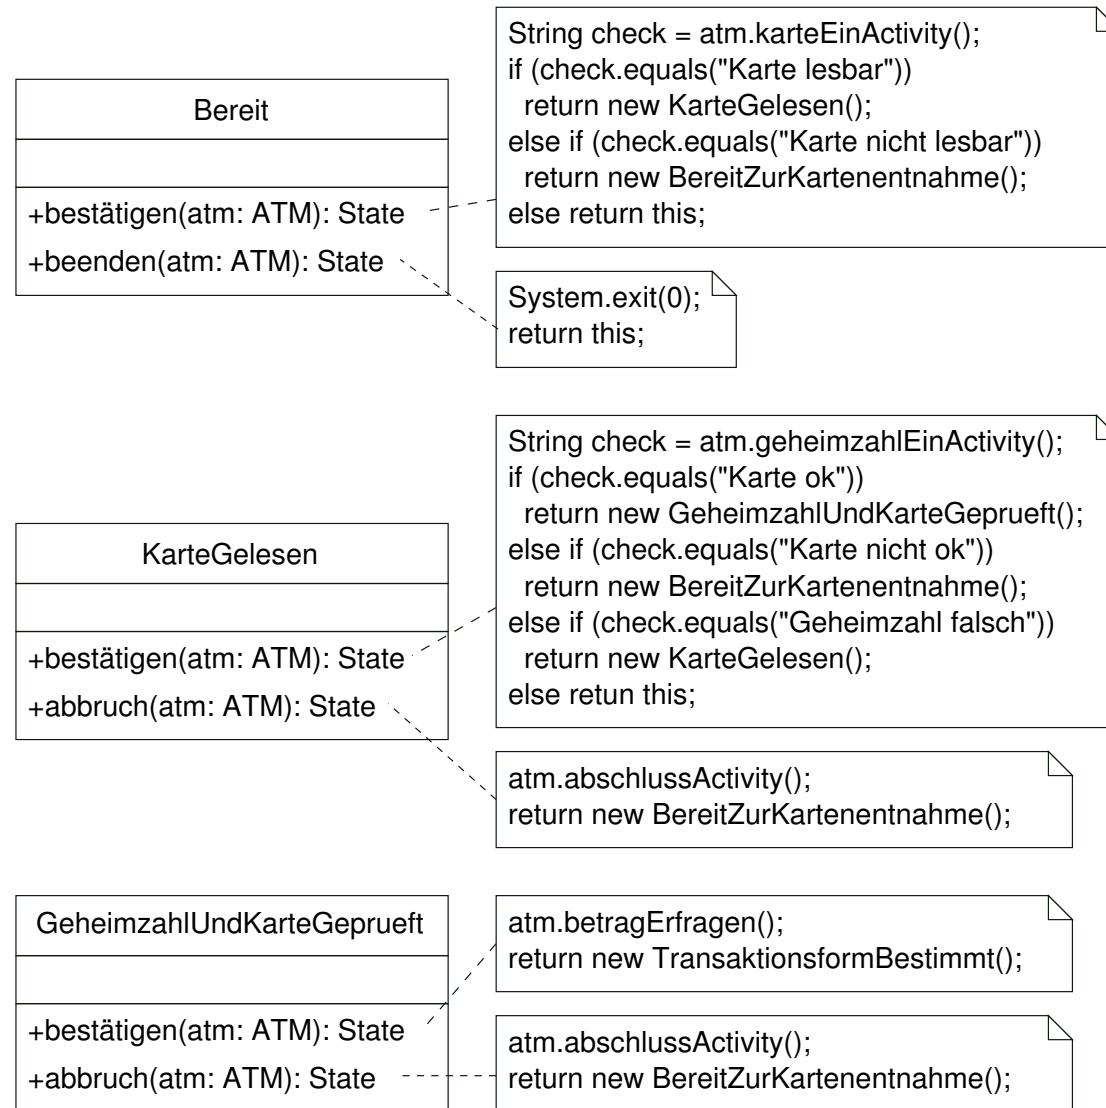 String check = atm.karteEinActivity();
if (check.equals("Karte lesbar"))
return new KarteGelesen();
else if (check.equals("Karte nicht lesbar"))
return new BereitZurKartenentnahme();
else return this;
Bereit
+bestätigen(atm: ATM): State
+beenden(atm: ATM): State
System.exit(0);
return this;
String check = atm.geheimzahlEinActivity();
if (check.equals("Karte ok"))
return new GeheimzahlUndKarteGeprueft();
else if (check.equals("Karte nicht ok"))
return new BereitZurKartenentnahme();
else if (check.equals("Geheimzahl falsch"))
return new KarteGelesen();
else retun this;
KarteGelesen
+bestätigen(atm: ATM): State
+abbruch(atm: ATM): State
atm.abschlussActivity();
return new BereitZurKartenentnahme();
GeheimzahlUndKarteGeprueft
+bestätigen(atm: ATM): State
+abbruch(atm: ATM): State
atm.betragErfragen();
return new TransaktionsformBestimmt();
atm.abschlussActivity();
return new BereitZurKartenentnahme();